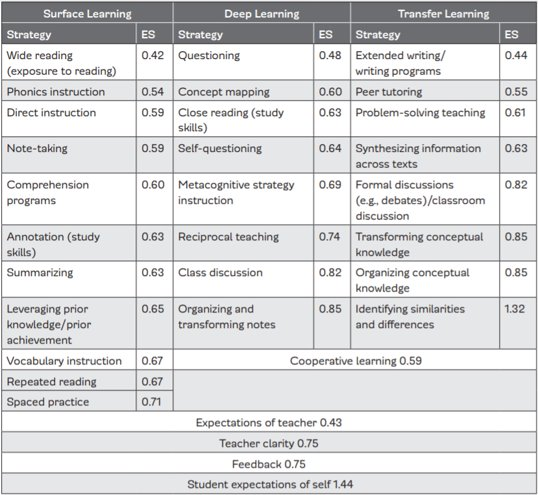 Surface Learning Deep Learning Transfer Learning
Strategy ES Strategy ES Strategy ES
Wide reading 0.42 Questioning 0.48 Extended writing/ 0.44
(exposure to reading) writing programs
Phonics instruction 0.54 Concept mapping 0.60 Peer tutoring 0.55
Direct instruction 0.59 Close reading (study 0.63 Problem-solving teaching 0.61
skills)
Note-taking 0.59 Self-questioning 0.64 Synthesizing information 0.63
across texts
Comprehension 0.60 Metacognitive strategy 0.69 Formal discussions 0.82
programs instruction (e.g., debates)/classroom
discussion
Annotation (study 0.63 Reciprocal teaching 0.74 Transforming conceptual 0.85
skills) knowledge
Summarizing 0.63 Class discussion 0.82 Organizing conceptual 0.85
knowledge
Leveraging prior 0.65 Organizing and 0.85 Identifying similarities 1.32
knowledge/prior transforming notes and differences
achievement
Vocabulary instruction 0.67 Cooperative learning 0.59
Repeated reading 0.67
Spaced practice 0.71
Expectations of teacher 0.43
Teacher clarity 0.75
Feedback 0.75
Student expectations of self 1.44